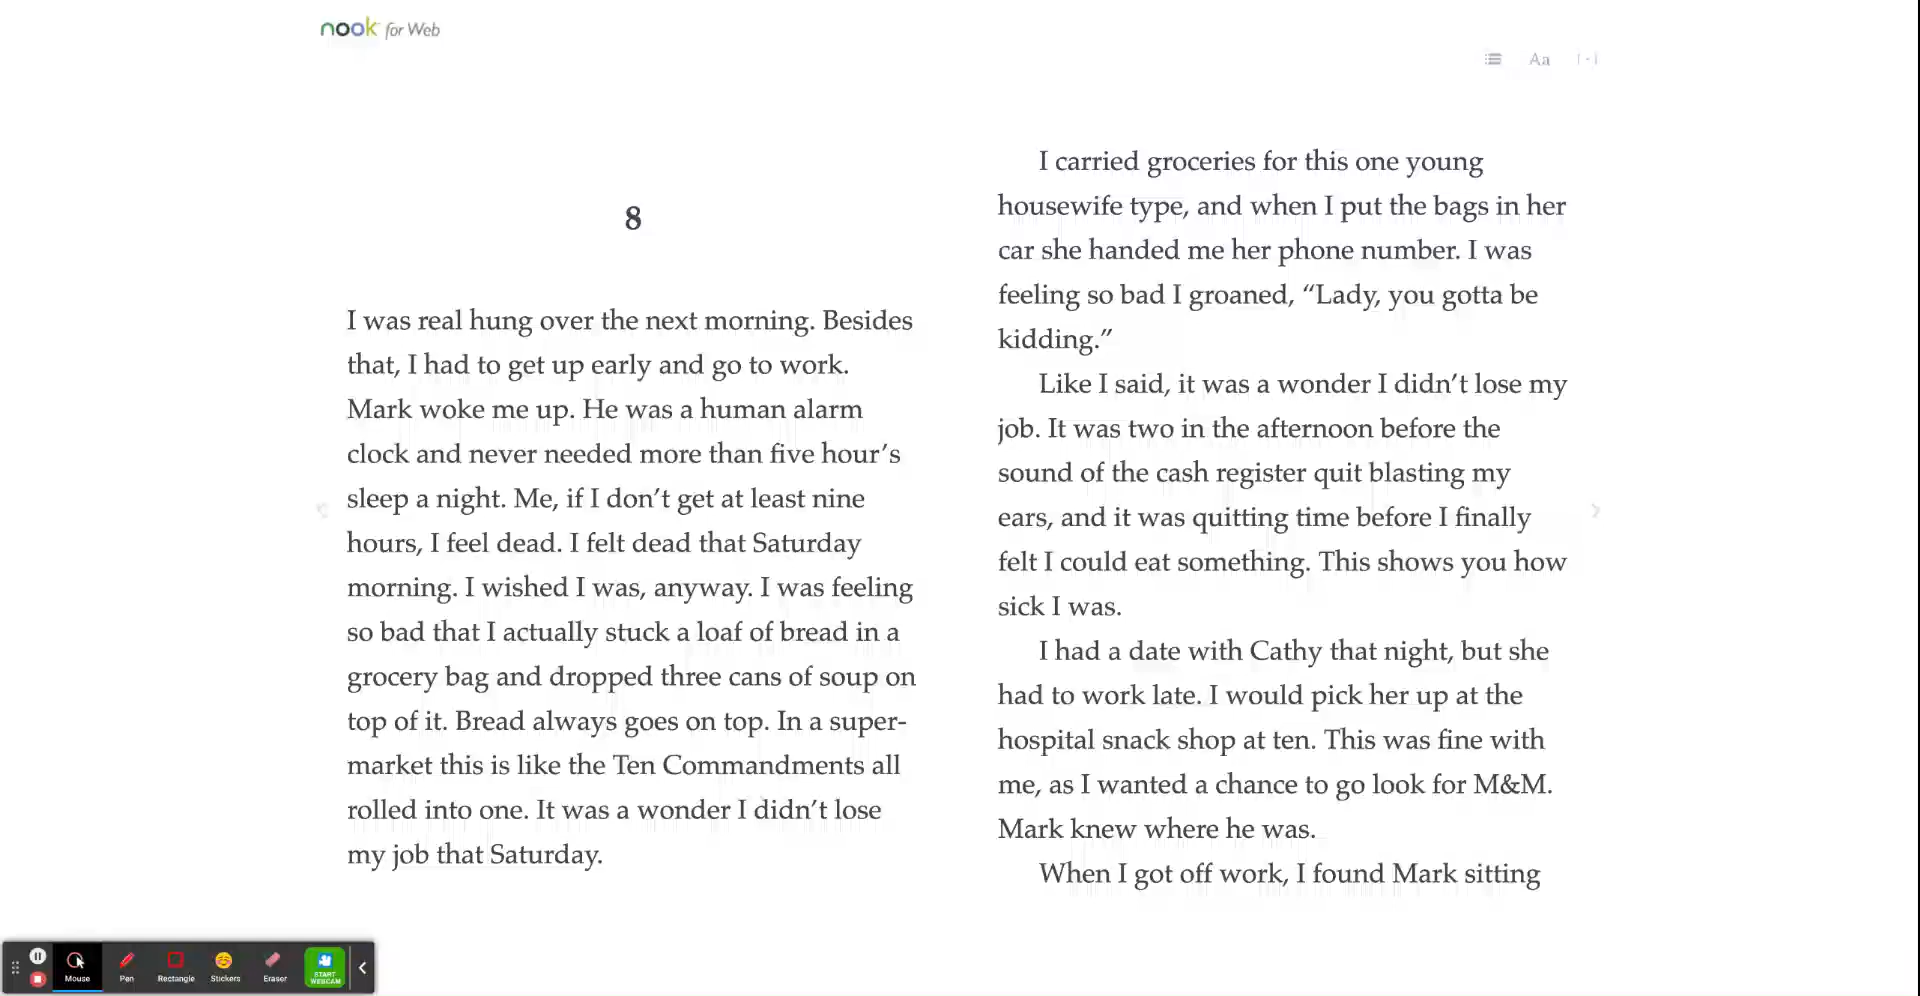 nook for Web
Aa
8
I was real hung over the next morning. Besides
that, I had to get up early and go to work.
Mark woke me up. He was a human alarm
clock and never needed more than five hour’s
sleep a night. Me, if I don’t get at least nine
hours, I feel dead. I felt dead that Saturday
morning. I wished I was, anyway. I was feeling
so bad that I actually stuck a loaf of bread in a
grocery bag and dropped three cans of soup on
top of it. Bread always goes on top. In a super-
market this is like the Ten Commandments all
rolled into one. It was a wonder I didn’t lose
my job that Saturday.
I carried groceries for this one young
housewife type, and when I put the bags in her
car she handed me her phone number. I was
feeling so bad I groaned, “Lady, you gotta be
kidding.”
Like I said, it was a wonder I didn’t lose my
job. It was two in the afternoon before the
sound of the cash register quit blasting my
ears, and it was quitting time before I finally
felt I could eat something. This shows you how
sick I was.
I had a date with Cathy that night, but she
had to work late. I would pick her up at the
hospital snack shop at ten. This was fine with
me, as I wanted a chance to go look for M&M.
Mark knew where he was.
When I got off work, I found Mark sitting
Mouse
Pen
Rectangle
Stickers
Eraser
START
WEBCAM